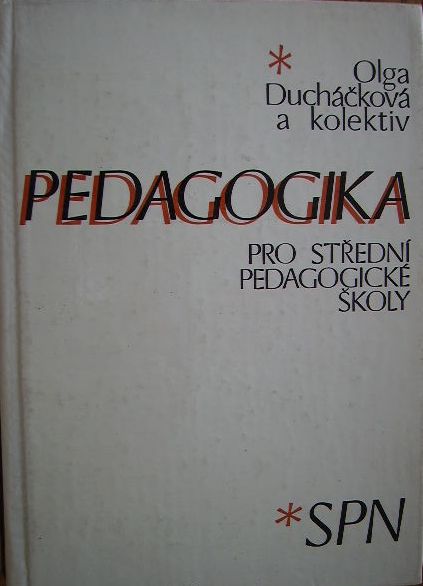 * Olga
Ducháčková
a kolektiv
PEDAGOGIKA
PRO STŘEDNÍ
PEDAGOGICKÉ
ŠKOLY
*SPN